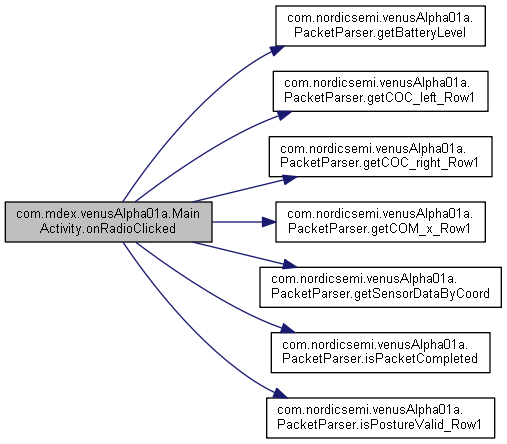 com.nordicsemi.venusAlpha01a.
PacketParser.getBatteryLevel
com.nordicsemi.venusAlpha01a.
PacketParser.getCOC_left_Row1
com.nordicsemi.venusAlpha01a.
PacketParser.getCOC_right_Row1
com.mdex.venusAlpha01a.Main
Activity.onRadioClicked
com.nordicsemi.venusAlpha01a.
PacketParser.getCOM_x_Row1
com.nordicsemi.venusAlpha01a.
PacketParser.getSensorDataByCoord
com.nordicsemi.venusAlpha01a.
PacketParser.isPacketCompleted
com.nordicsemi.venusAlpha01a.
PacketParser.isPostureValid_Row1